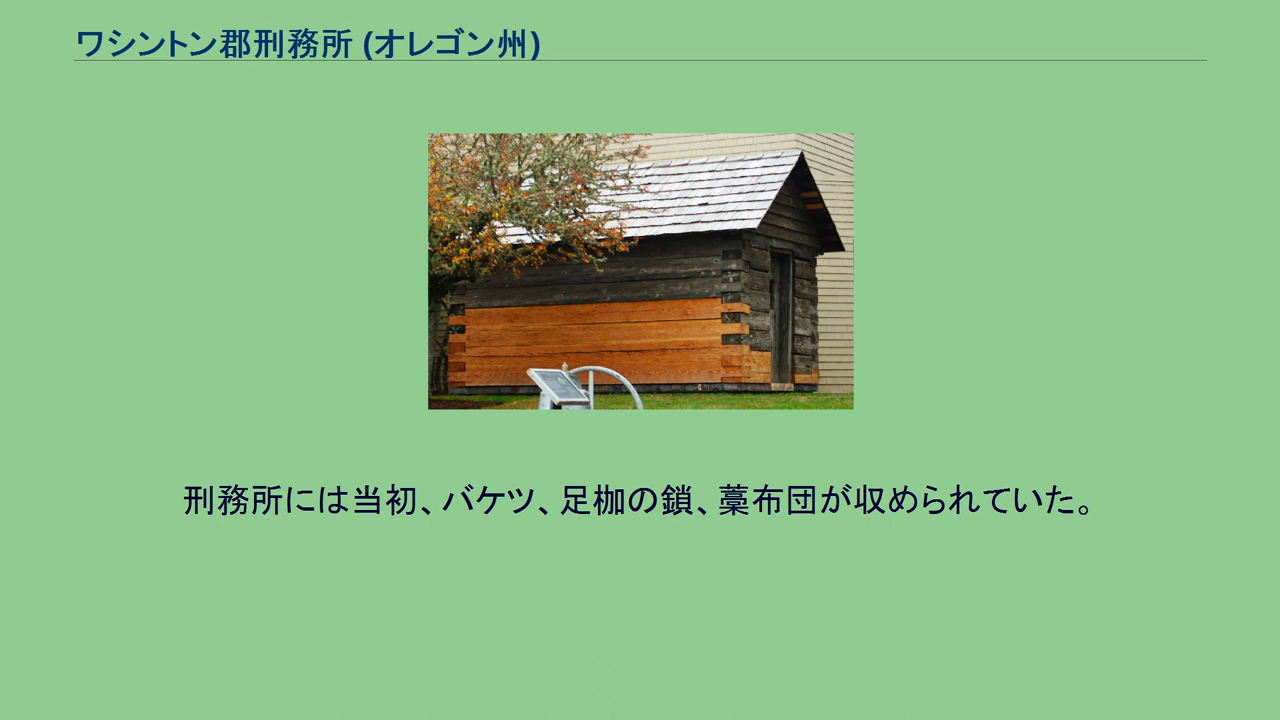 ワシントン郡刑務所 (オレゴン州)
刑務所には当初、バケツ、足枷の鎖、藁布団が収められていた。